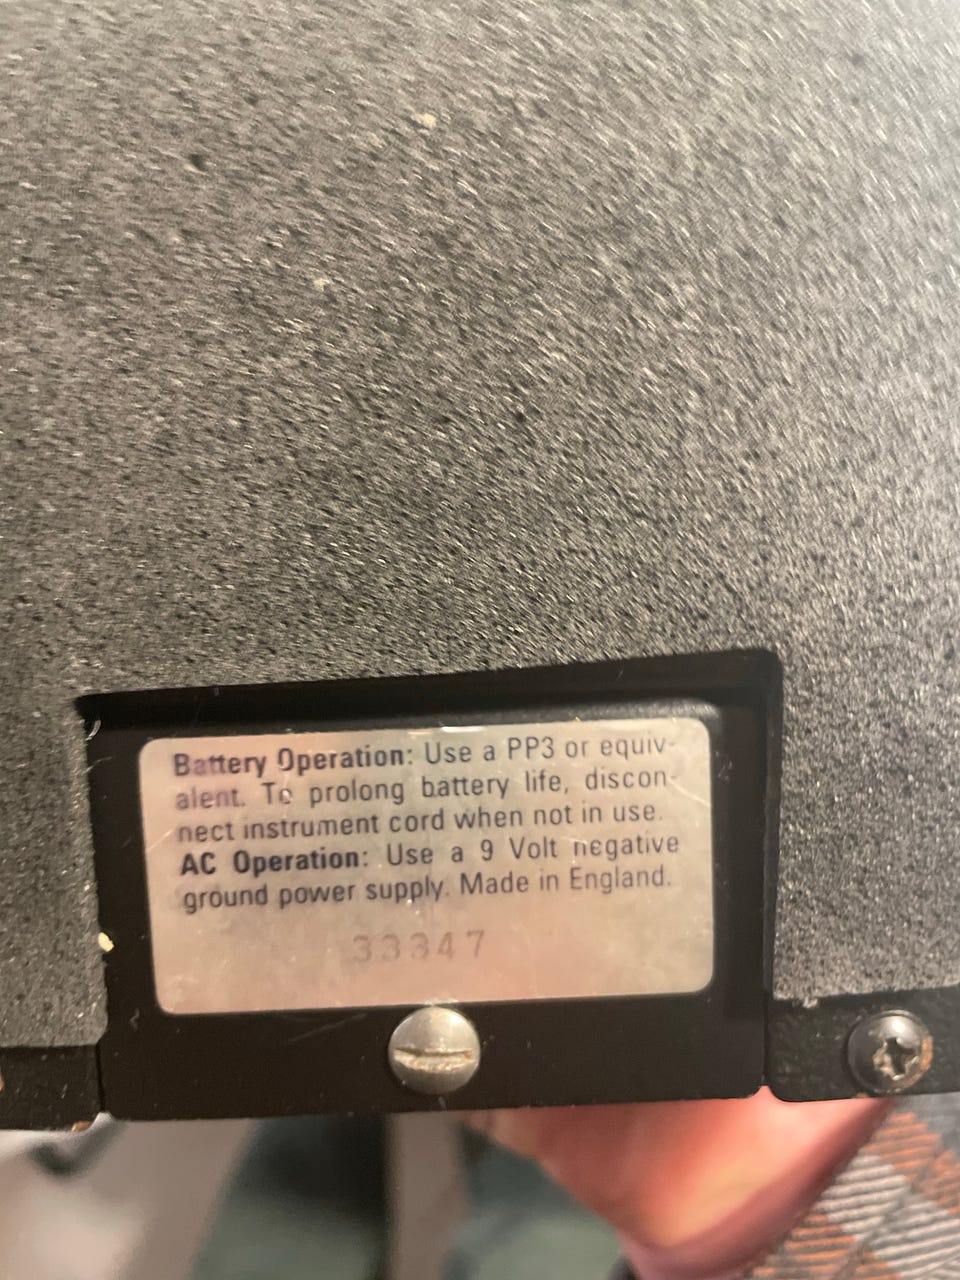 Battery Operation: Use a PP3 or equiv-
alent. To prolong battery life, discon-
nect instrument cord when not in use.
AC Operation: Use a 9 Volt negative
ground power supply. Made in England.
33347